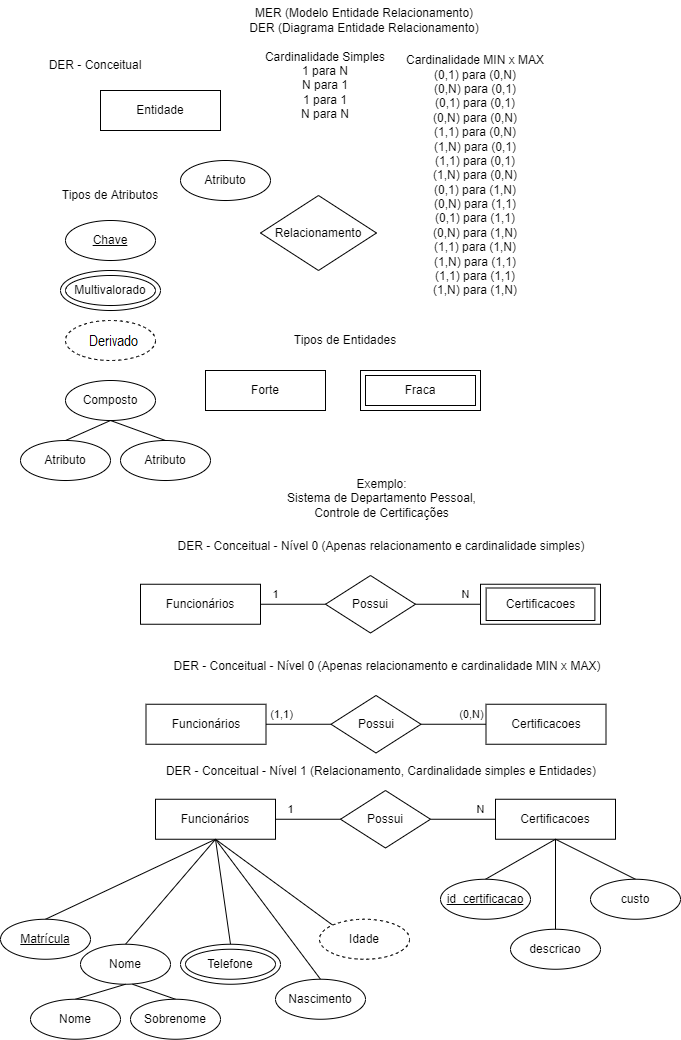 MER (Modelo Entidade Relacionamento)
DER (Diagrama Entidade Relacionamento)
DER - Conceitual
Entidade
Cardinalidade Simples
1 para N
N para 1
1 para 1
N para N
Cardinalidade MIN x MAX
(0,1) para (0,N)
(0,N) para (0,1)
(0,1) para (0,1)
(0,N) para (0,N)
(1,1) para (0,N)
(1,N) para (0,1)
(1,1) para (0,1)
(1,N) para (0,N)
(0,1) para (1,N)
(0,N) para (1,1)
(0,1) para (1,1)
(0,N) para (1,N)
(1,1) para (1,N)
(1,N) para (1,1)
(1,1) para (1,1)
(1,N) para (1,N)
Atributo
Relacionamento
Tipos de Atributos
Chave
Multivalorado
Derivado
Composto
Atributo
Atributo
Tipos de Entidades
Forte
Fraca
Exemplo:
Sistema de Departamento Pessoal,
Controle de Certificações
DER - Conceitual - Nível 0 (Apenas relacionamento e cardinalidade simples)
Funcionários
1
Possui
N
Certificacoes
DER - Conceitual - Nível 0 (Apenas relacionamento e cardinalidade MIN x MAX)
Funcionários
(1,1)
Possui
(0,N)
Certificacoes
DER - Conceitual - Nível 1 (Relacionamento, Cardinalidade simples e Entidades)
Funcionários
1
Possui
N
Certificacoes
Matrícula
Nome
Telefone
Idade
Nascimento
Nome
Sobrenome
id_certificacao
custo
descricao